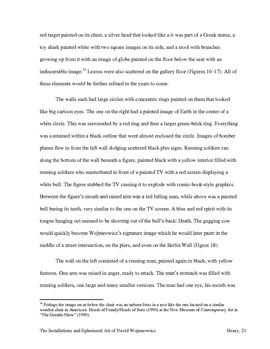 red target painted on its chest, a silver head that looked like a it was part of a Greek statue, a
toy shark painted white with two square images on its side, and a stool with branches
growing up from it with an image of globe painted on the floor below the seat with an
indiscernible image.³⁰ Leaves were also scattered on the gallery floor (Figures 16-17). All of
these elements would be further refined in the years to come.
The walls each had large circles with concentric rings painted on them that looked
like big cartoon eyes. The one on the right had a painted image of Earth in the center of a
white circle. This was surrounded by a red ring and then a larger green-brick ring. Everything
was contained within a black outline that went almost enclosed the circle. Images of bomber
planes flew in from the left wall dodging scattered black plus signs. Running soldiers ran
along the bottom of the wall beneath a figure, painted black with a yellow interior filled with
running soldiers who masturbated in front of a painted TV with a red screen displaying a
white bull. The figure stabbed the TV causing it to explode with comic-book-style graphics.
Between the figure's mouth and raised arm was a red falling man, while above was a painted
bull baring its teeth, very similar to the one on the TV screen. A blue and red spirit with its
tongue hanging out seemed to be shooting out of the bull's back: Death. The gagging cow
would quickly become Wojnarowicz's signature image which he would later paint in the
middle of a street intersection, on the piers, and even on the Berlin Wall (Figure 18)
The wall on the left consisted of a running man, painted again in black, with yellow
features. One arm was raised in anger, ready to attack. The man's stomach was filled with
running soldiers, one large and many smaller versions. The man had one eye, his mouth was
³⁰ Perhaps the image on or below the chair was an unborn fetus in a nest like the one located on a similar
wooden chair in America: Heads of Family/Heads of State (1990) at the New Museum of Contemporary Art in
"The Decade Show" (1990).
The Installations and Ephemeral Art of David Wojnarowicz
Henry, 23